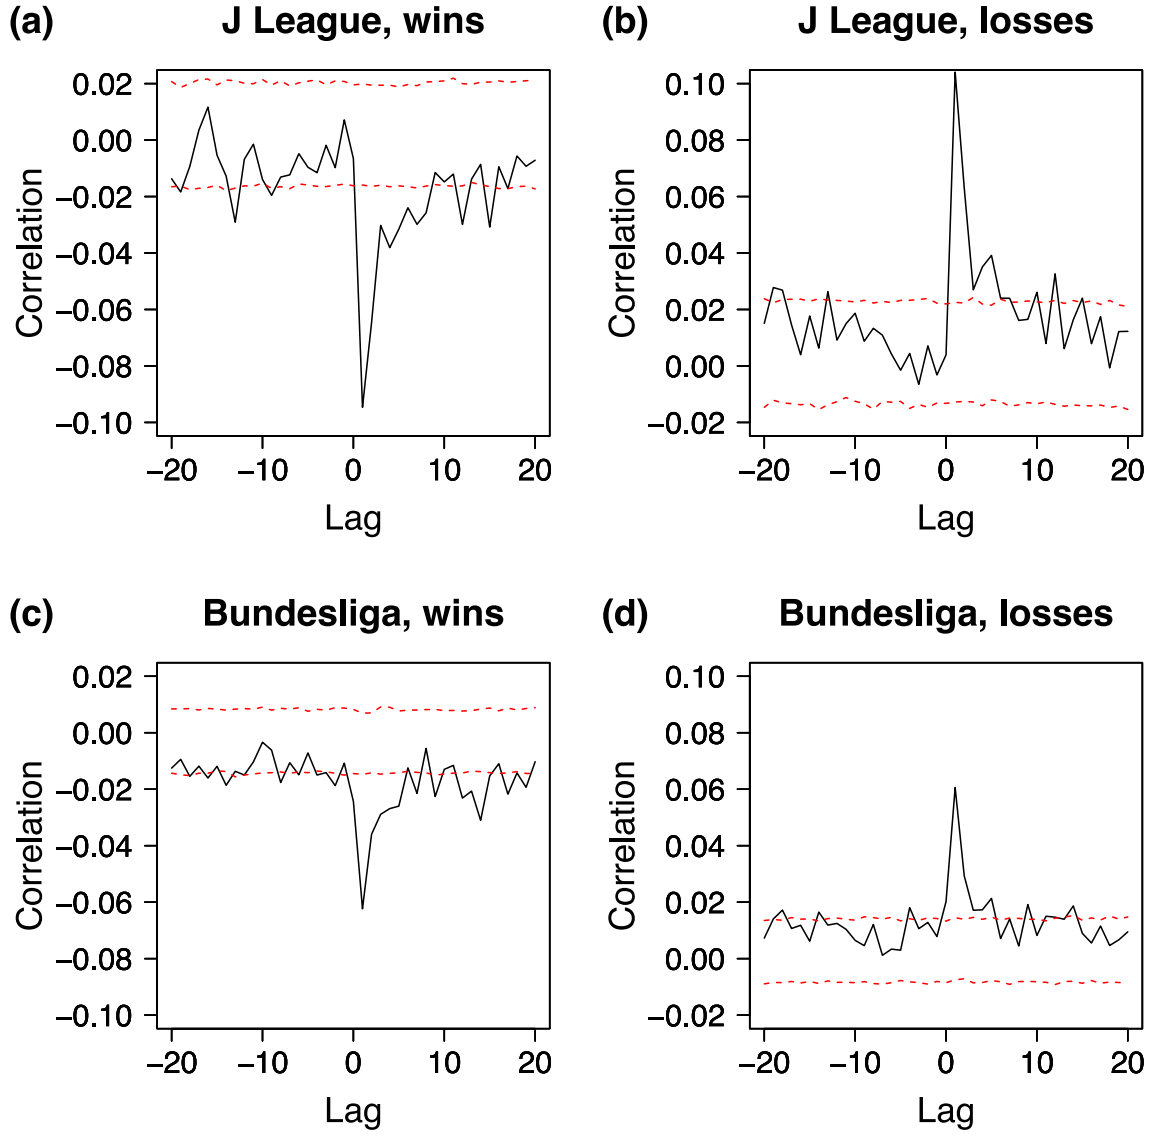 (a) J League, wins
0.02
0.00
−0.02
−0.04
−0.06
−0.08
−0.10
Correlation
−20 −10 0 10 20
Lag
(b) J League, losses
0.10
0.08
0.06
0.04
0.02
0.00
−0.02
Correlation
−20 −10 0 10 20
Lag
(c) Bundesliga, wins
0.02
0.00
−0.02
−0.04
−0.06
−0.08
−0.10
Correlation
−20 −10 0 10 20
Lag
(d) Bundesliga, losses
0.10
0.08
0.06
0.04
0.02
0.00
−0.02
Correlation
−20 −10 0 10 20
Lag